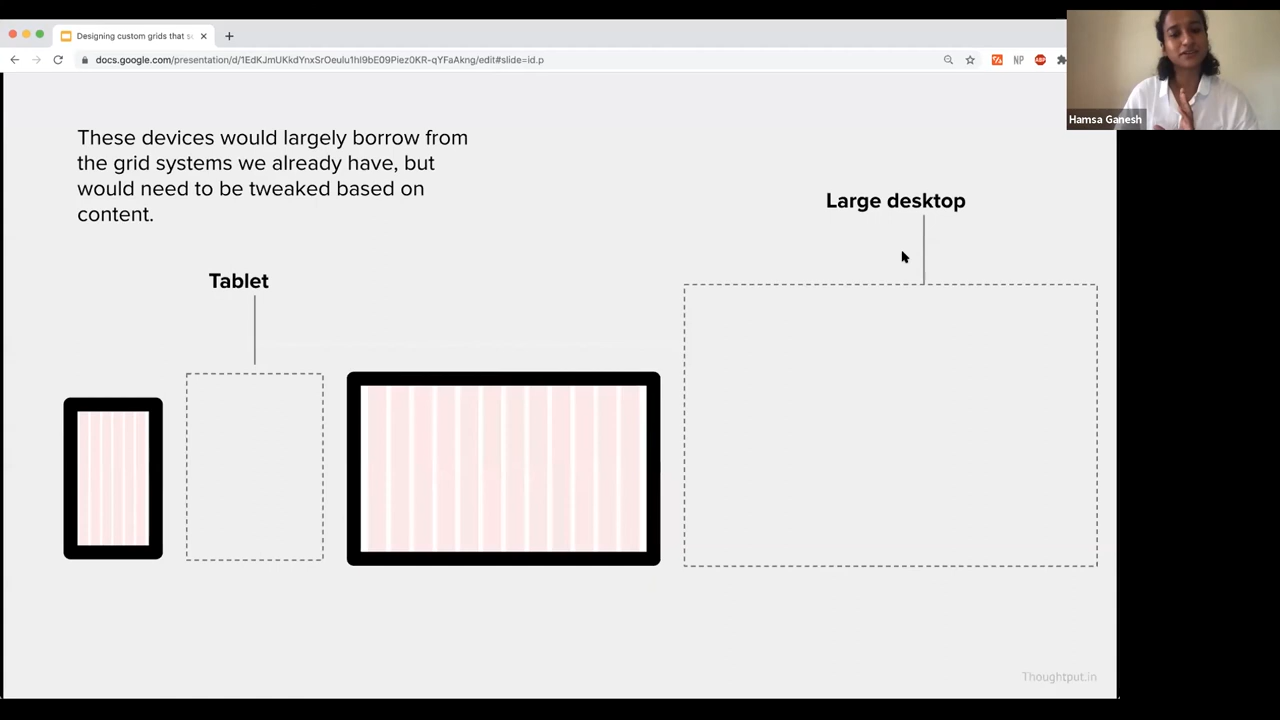 Designing custom grids that s
docs.google.com/presentation/d/1EdKJmUKkdYnxSrOeulu1hI9bE09Piez0KR-qYFaAkng/edit#slide=id.p
NP
ABP
Hamsa Ganesh
These devices would largely borrow from
the grid systems we already have, but
would need to be tweaked based on
content.
Large desktop
Tablet
Thoughtput.in